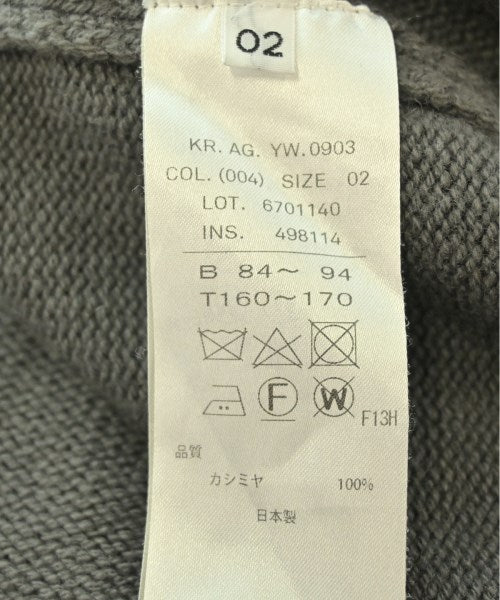 02
KR. AG. YW.0903
COL. (004) SIZE 02
LOT. 6701140
INS. 498114
B 84～ 94
T160～170
F W F13H
品質
カシミヤ 100%
日本製